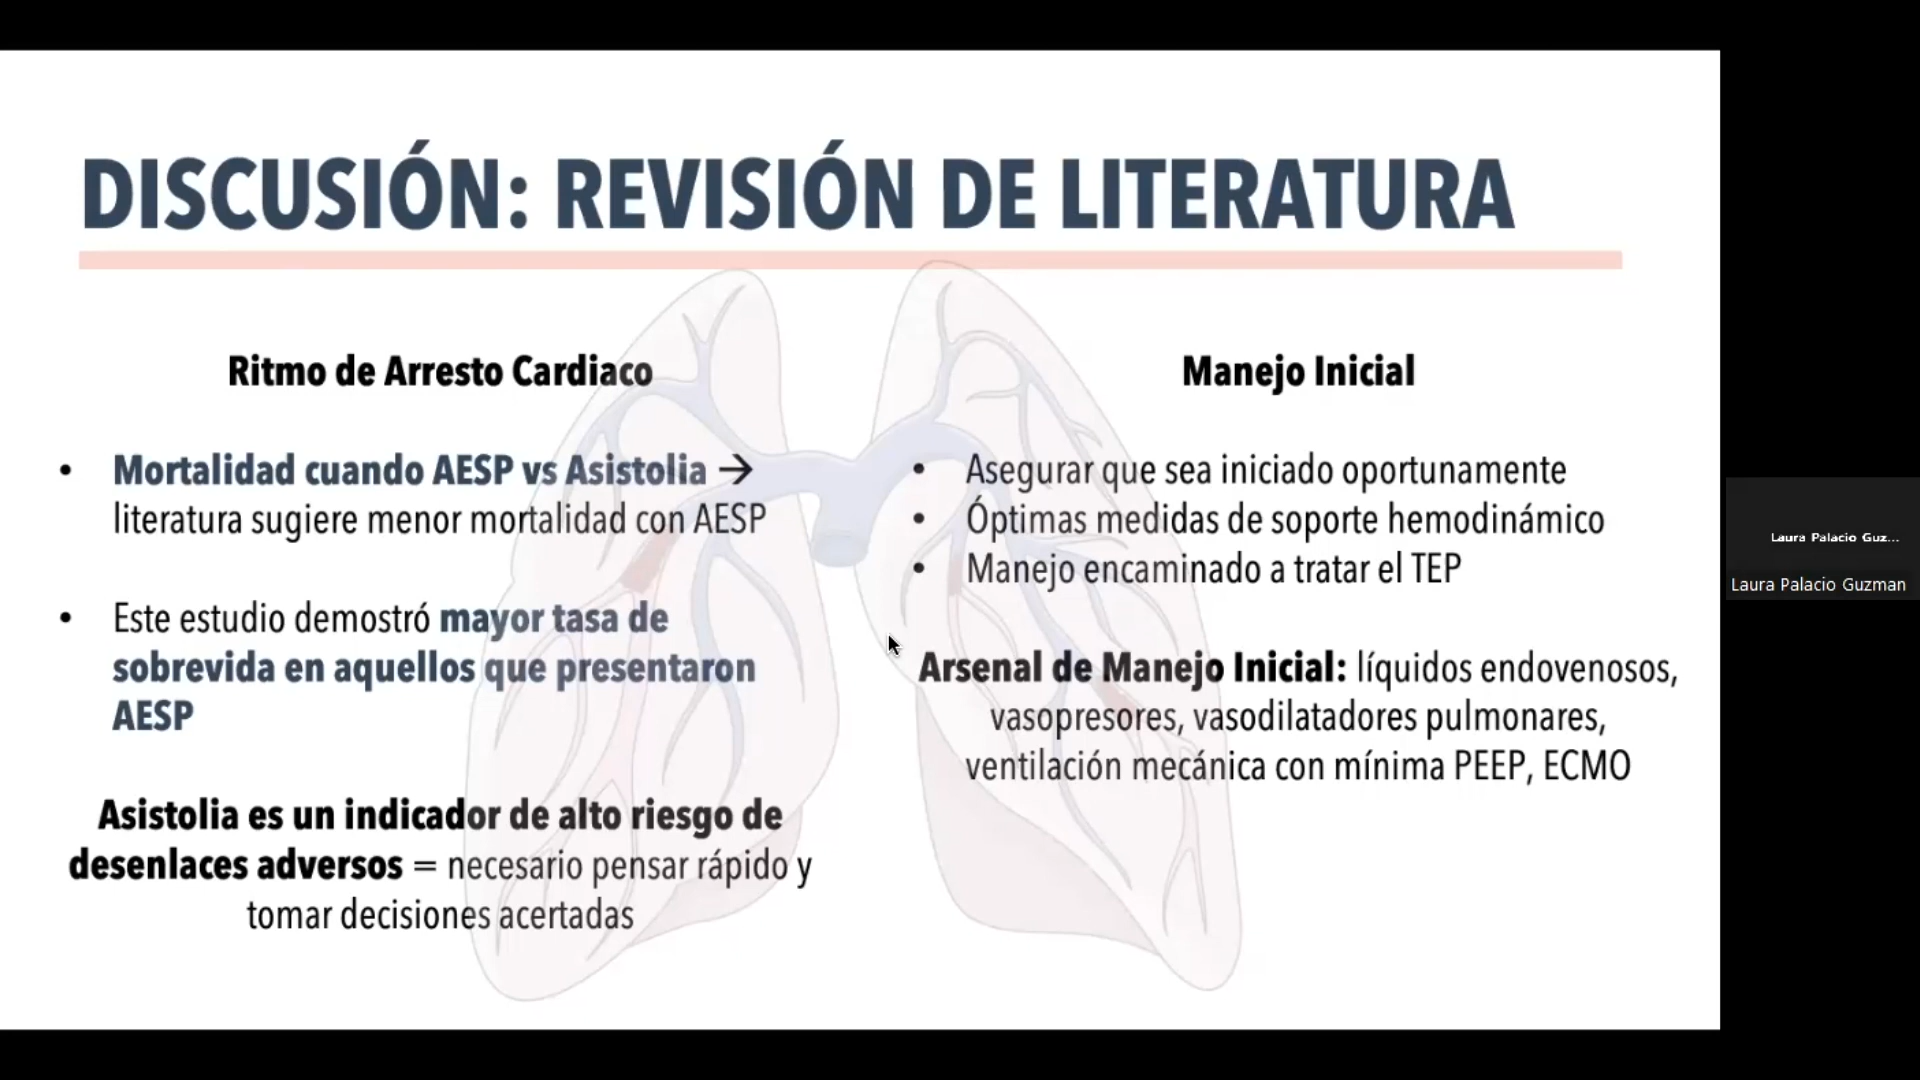 DISCUSIÓN: REVISIÓN DE LITERATURA
Ritmo de Arresto Cardiaco
• Mortalidad cuando AESP vs Asistolia →
literatura sugiere menor mortalidad con AESP
• Este estudio demostró mayor tasa de
sobrevida en aquellos que presentaron
AESP
Asistolia es un indicador de alto riesgo de
desenlaces adversos = necesario pensar rápido y
tomar decisiones acertadas
Manejo Inicial
• Asegurar que sea iniciado oportunamente
• Óptimas medidas de soporte hemodinámico
• Manejo encaminado a tratar el TEP
Arsenal de Manejo Inicial: líquidos endovenosos,
vasopresores, vasodilatadores pulmonares,
ventilación mecánica con mínima PEEP, ECMO
Laura Palacio Guz...
Laura Palacio Guzman